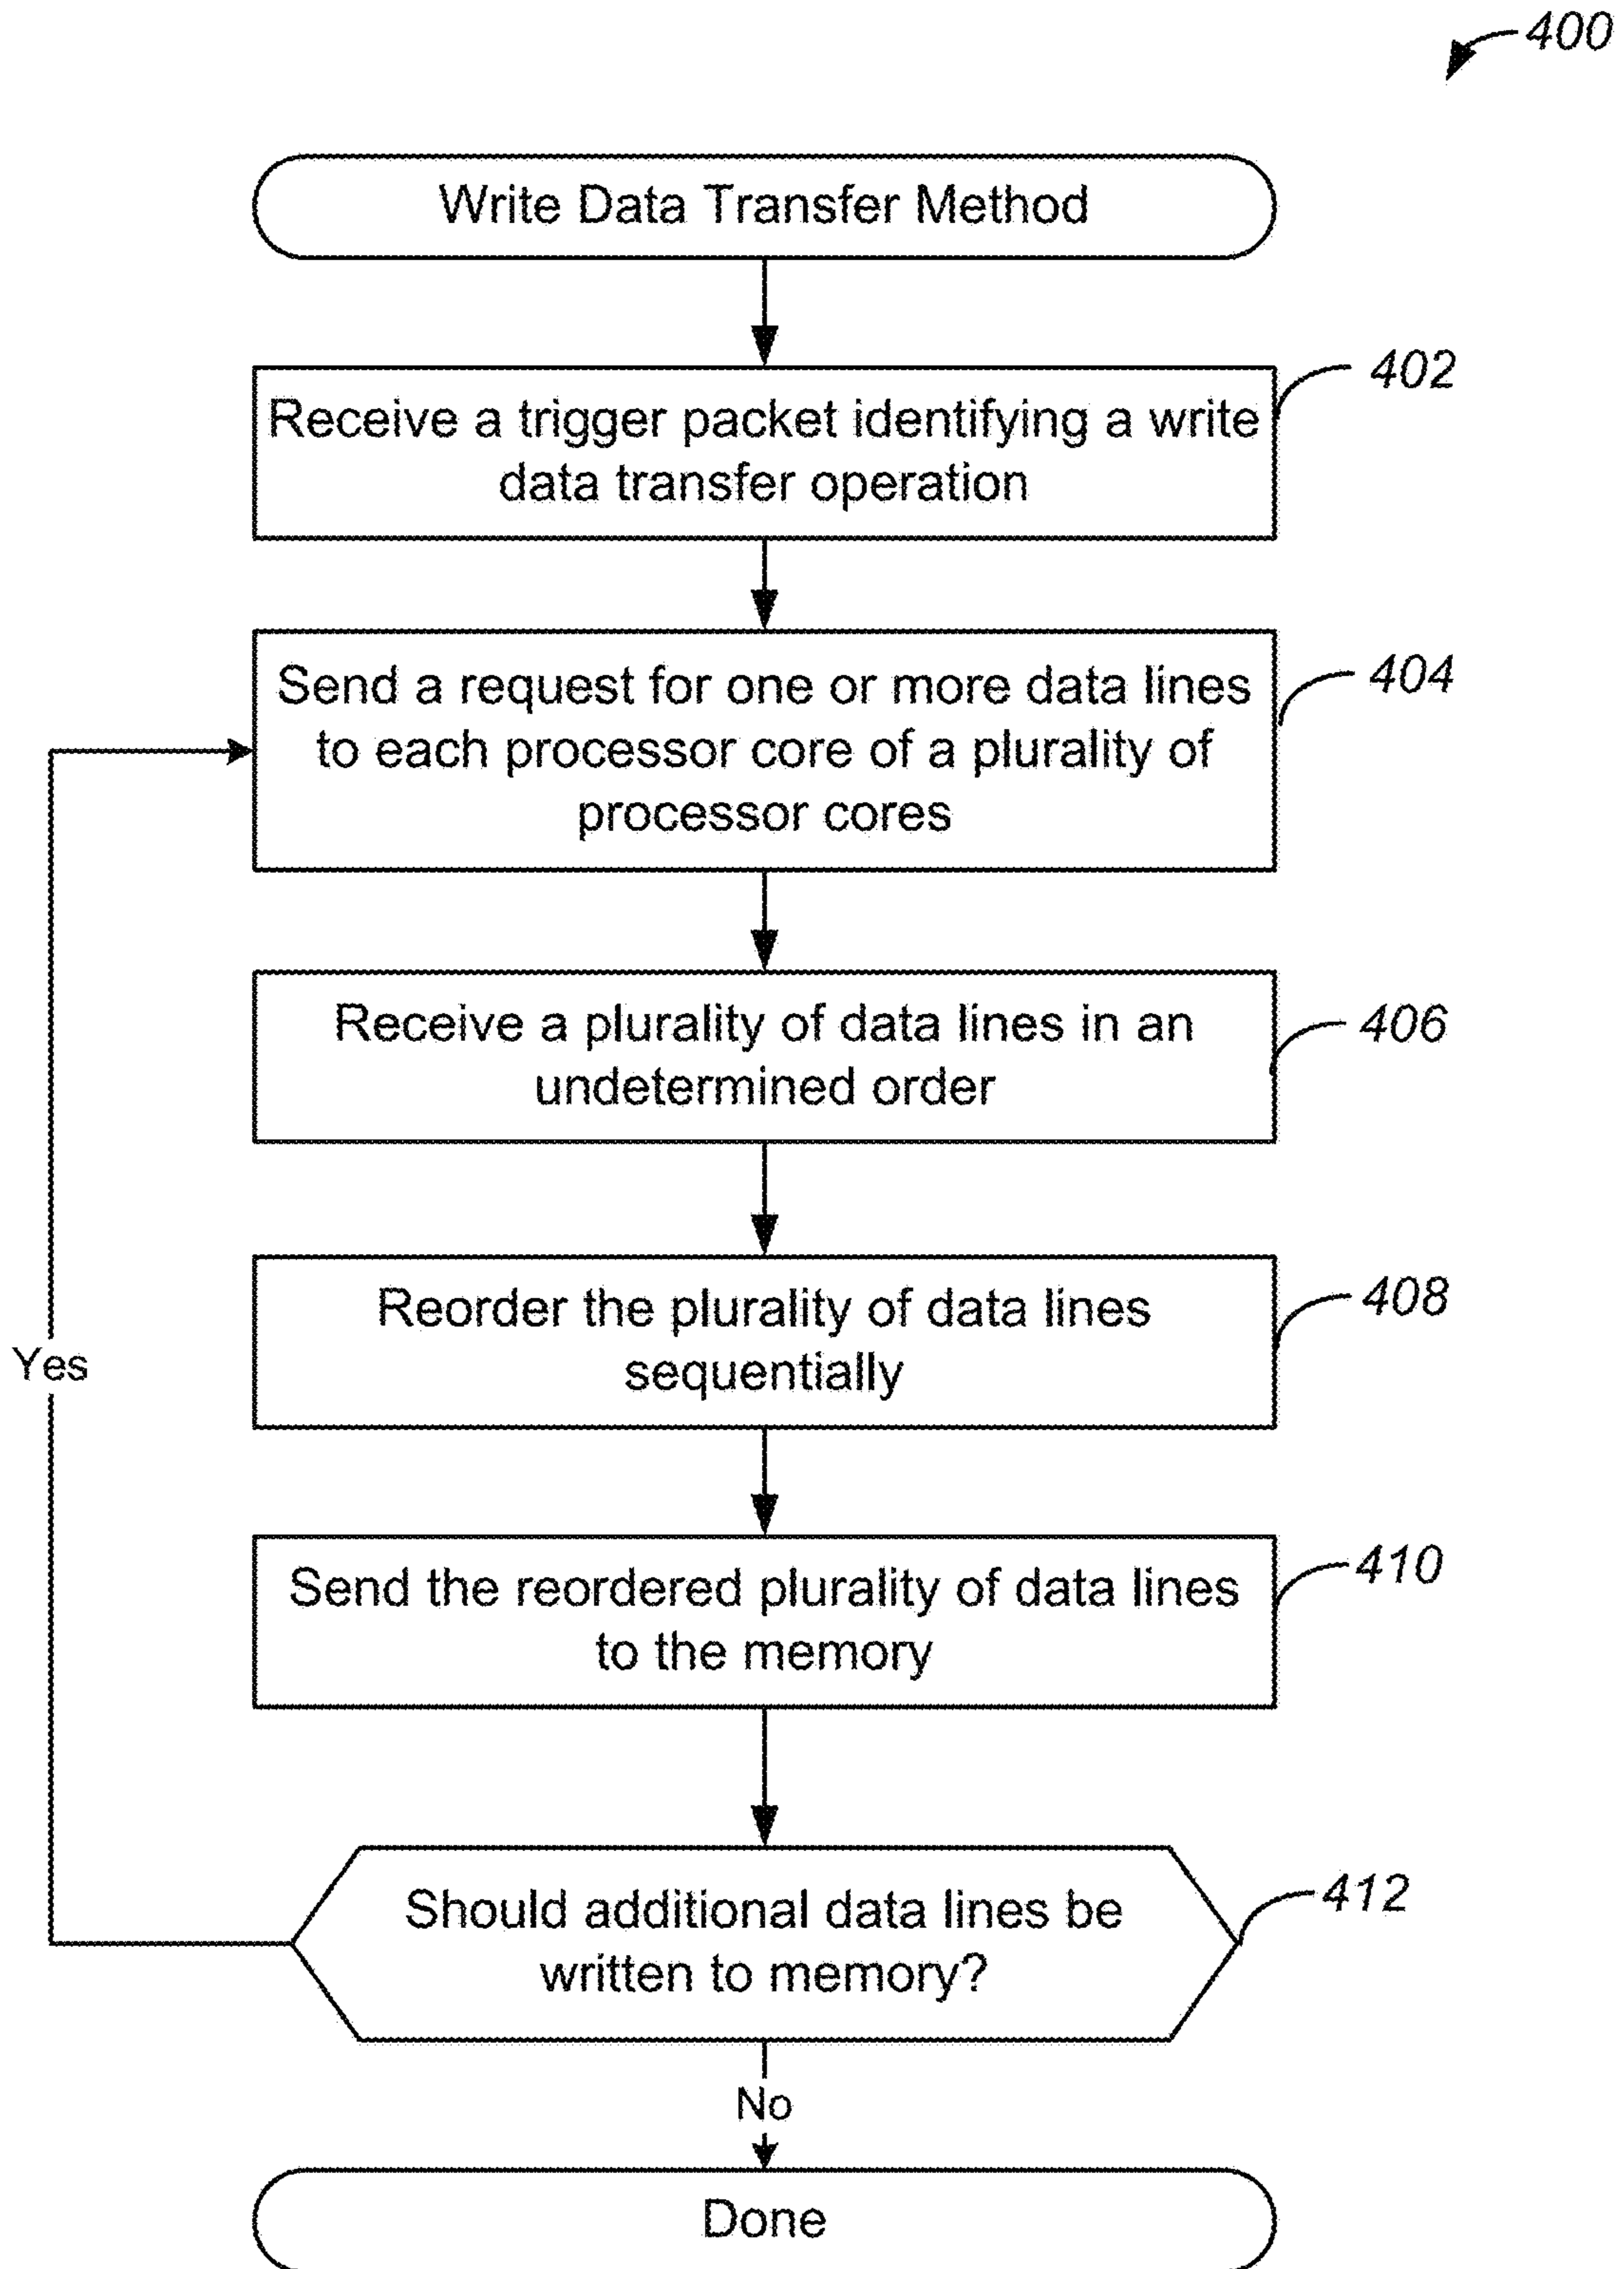 400
Write Data Transfer Method
402
Receive a trigger packet identifying a write
data transfer operation
404
Send a request for one or more data lines
to each processor core of a plurality of
processor cores
406
Receive a plurality of data lines in an
undetermined order
408
Reorder the plurality of data lines
sequentially
Yes
410
Send the reordered plurality of data lines
to the memory
412
Should additional data lines be
written to memory?
No
Done